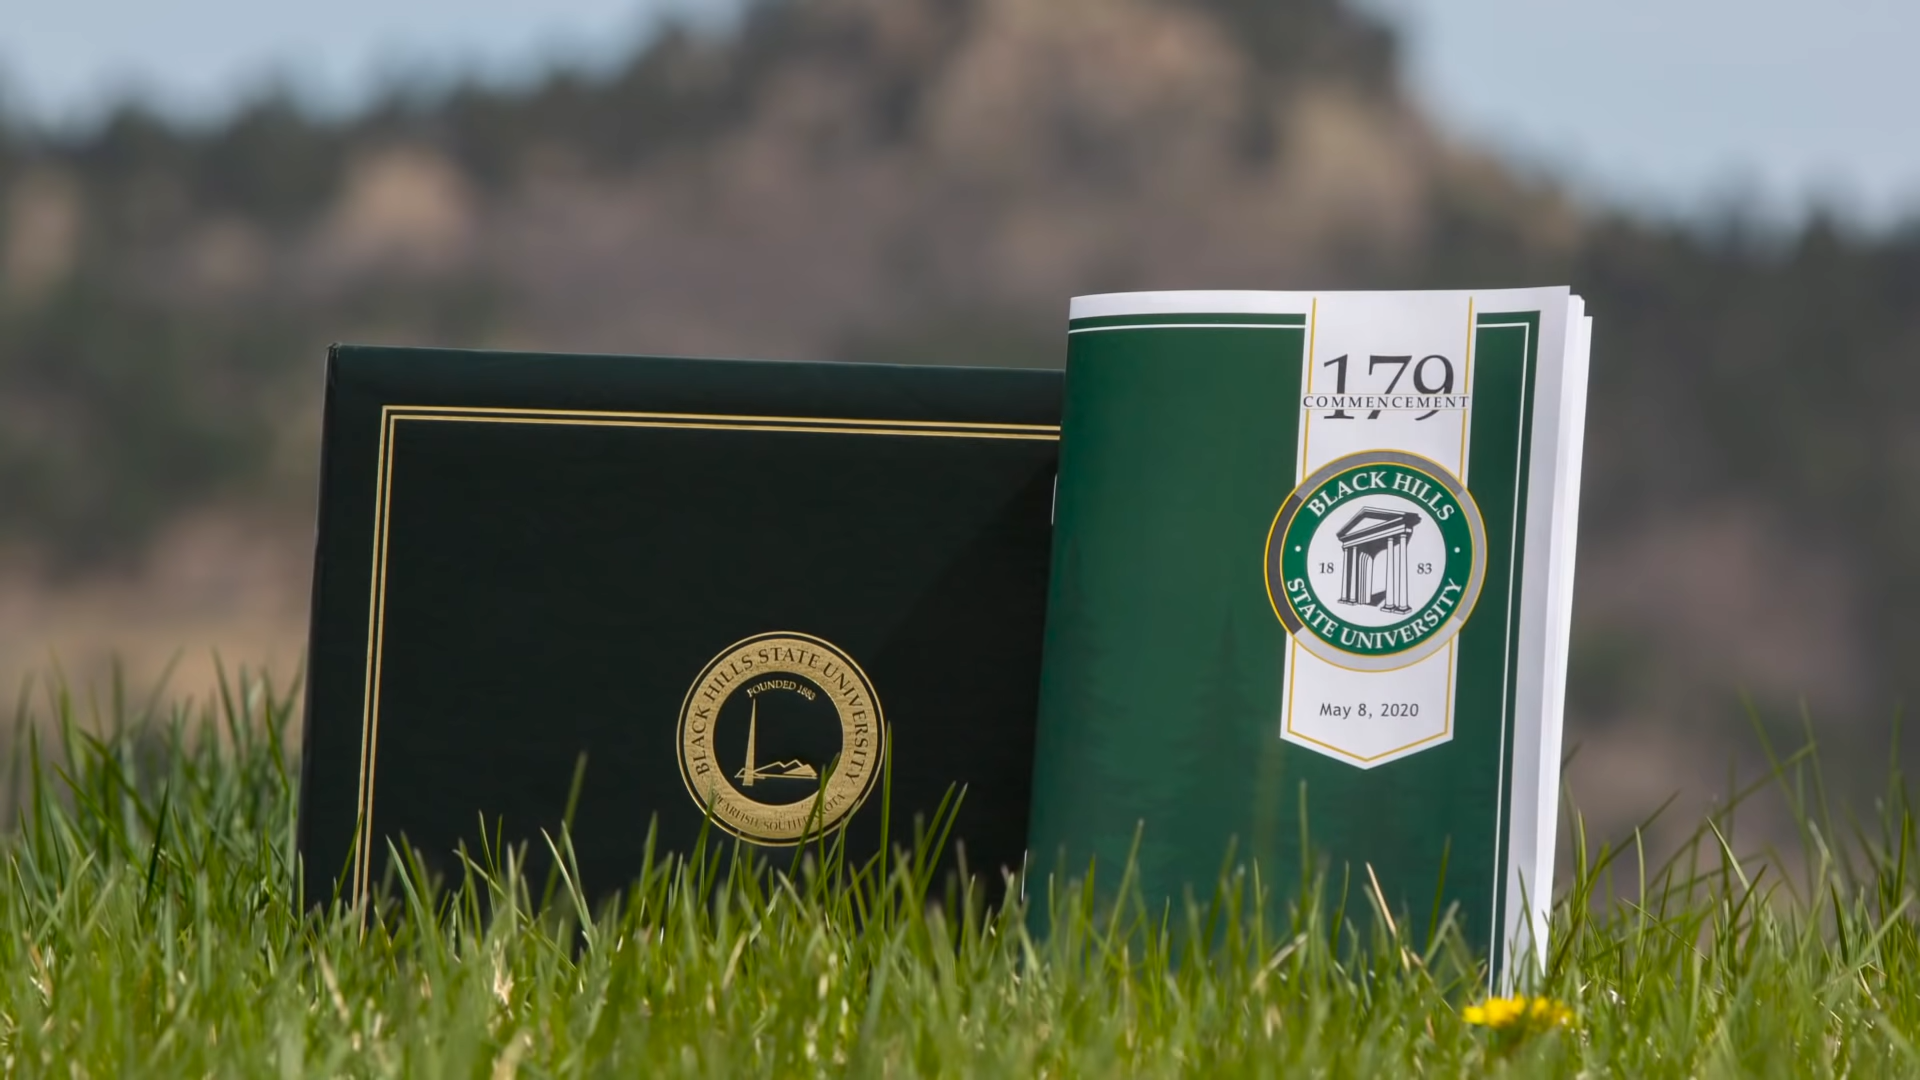 BLACK HILLS STATE UNIVERSITY
FOUNDED 1883
179
COMMENCEMENT
BLACK HILLS
18 83
STATE UNIVERSITY
May 8, 2020